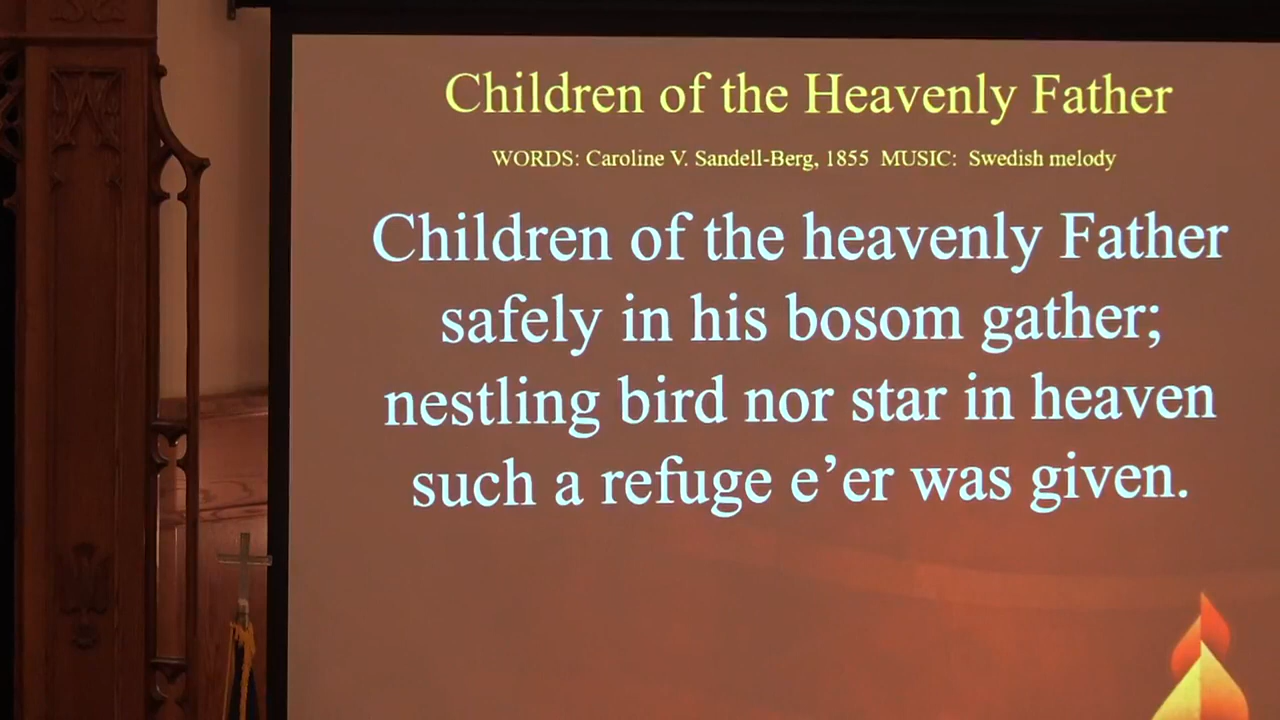 Children of the Heavenly Father
WORDS: Caroline V. Sandell-Berg, 1855  MUSIC:  Swedish melody
Children of the heavenly Father
safely in his bosom gather;
nestling bird nor star in heaven
such a refuge e’er was given.